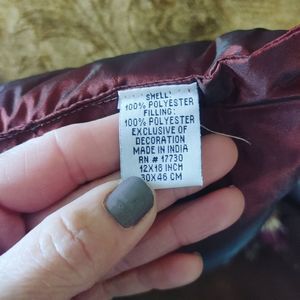 SHELL:
100% POLYESTER
FILLING:
100% POLYESTER
EXCLUSIVE OF
DECORATION
MADE IN INDIA
RN # 17730
12X18 INCH
30X46 CM